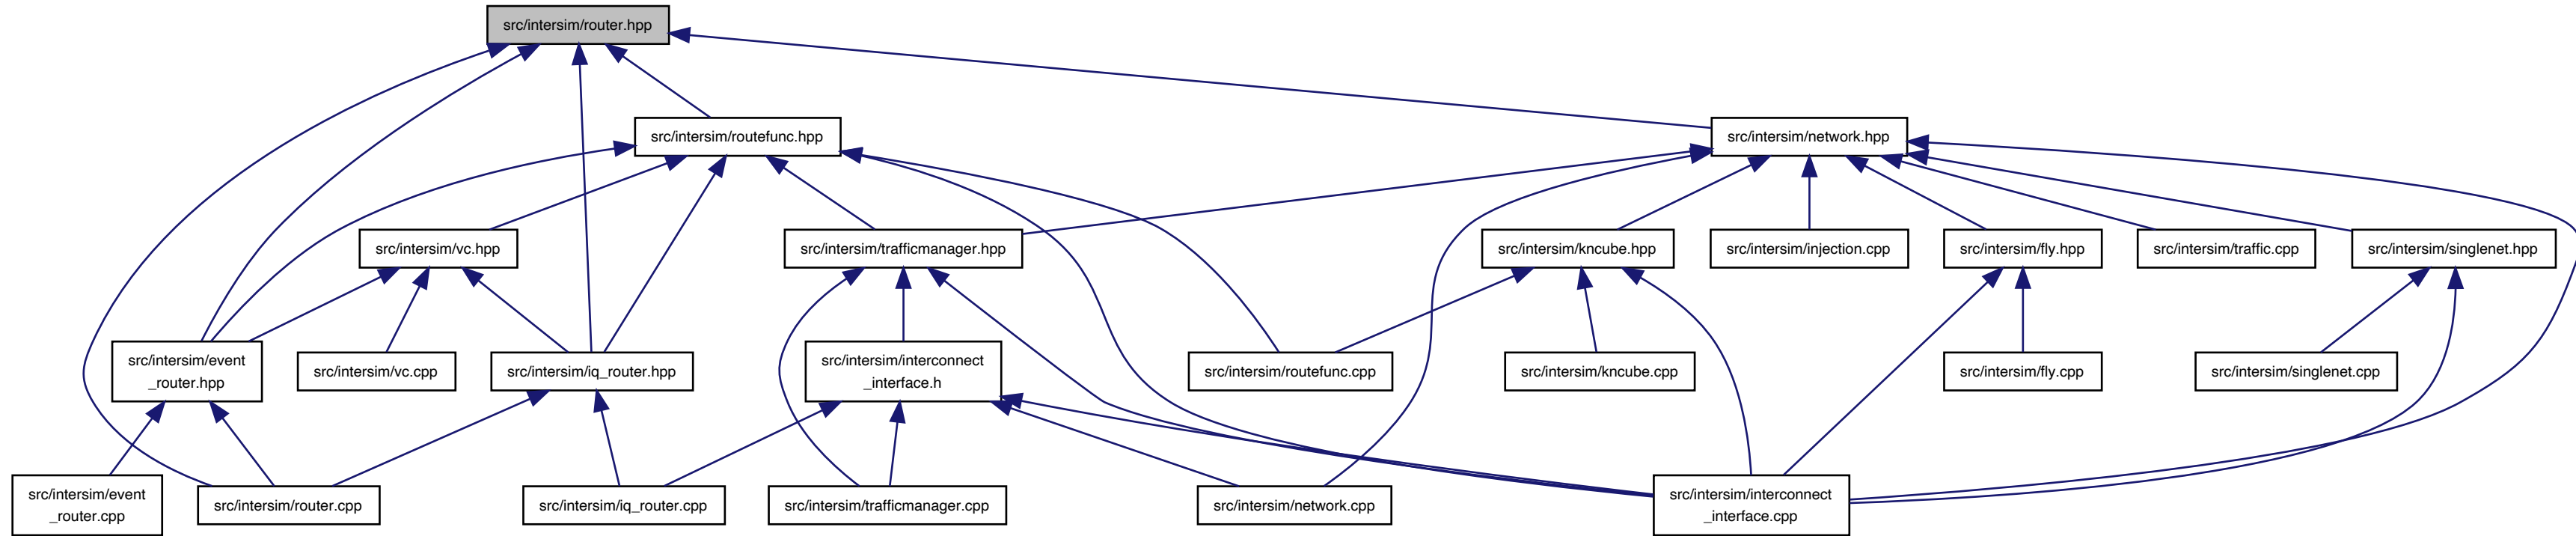 src/intersim/router.hpp
src/intersim/routefunc.hpp
src/intersim/network.hpp
src/intersim/vc.hpp
src/intersim/trafficmanager.hpp
src/intersim/kncube.hpp
src/intersim/injection.cpp
src/intersim/fly.hpp
src/intersim/traffic.cpp
src/intersim/singlenet.hpp
src/intersim/event
_router.hpp
src/intersim/vc.cpp
src/intersim/iq_router.hpp
src/intersim/interconnect
_interface.h
src/intersim/routefunc.cpp
src/intersim/kncube.cpp
src/intersim/fly.cpp
src/intersim/singlenet.cpp
src/intersim/event
_router.cpp
src/intersim/router.cpp
src/intersim/iq_router.cpp
src/intersim/trafficmanager.cpp
src/intersim/network.cpp
src/intersim/interconnect
_interface.cpp